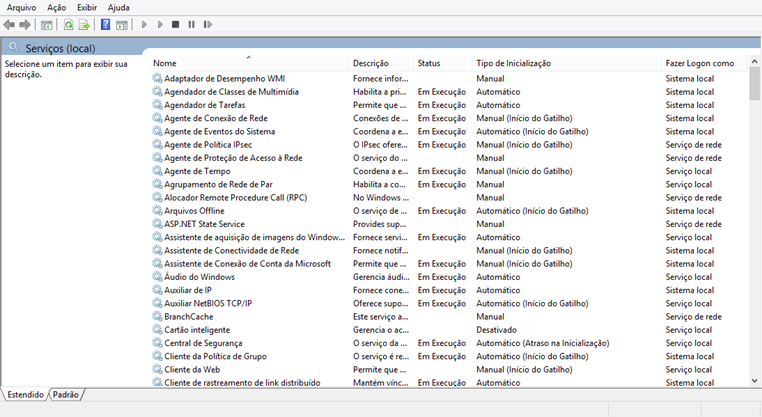 Arquivo Ação Exibir Ajuda
Serviços (local)
Selecione um item para exibir sua
descrição.
Nome Descrição Status Tipo de Inicialização Fazer Logon como
Adaptador de Desempenho WMI Fornece infor... Manual Sistema local
Agendador de Classes de Multimídia Habilita a pri... Em Execução Automático Sistema local
Agendador de Tarefas Permite que ... Em Execução Automático Sistema local
Agente de Conexão de Rede Conexões de ... Em Execução Manual (Início do Gatilho) Sistema local
Agente de Eventos do Sistema Coordena a e... Em Execução Automático (Início do Gatilho) Sistema local
Agente de Política IPsec O IPsec ofere... Em Execução Manual (Início do Gatilho) Serviço de rede
Agente de Proteção de Acesso à Rede O serviço do ... Manual Serviço de rede
Agente de Tempo Coordena a e... Em Execução Manual (Início do Gatilho) Serviço local
Agrupamento de Rede de Par Habilita a co... Em Execução Manual Serviço local
Alocador Remote Procedure Call (RPC) No Windows ... Manual Serviço de rede
Arquivos Offline O serviço de ... Em Execução Automático (Início do Gatilho) Sistema local
ASP.NET State Service Provides sup... Manual Serviço de rede
Assistente de aquisição de imagens do Window... Fornece servi... Em Execução Automático Serviço local
Assistente de Conectividade de Rede Fornece notif... Manual (Início do Gatilho) Sistema local
Assistente de Conexão de Conta da Microsoft Permite que ... Em Execução Manual (Início do Gatilho) Sistema local
Áudio do Windows Gerencia áudi... Em Execução Automático Serviço local
Auxiliar de IP Fornece cone... Em Execução Automático Sistema local
Auxiliar NetBIOS TCP/IP Oferece supo... Em Execução Automático (Início do Gatilho) Serviço local
BranchCache Este serviço a... Manual Serviço de rede
Cartão inteligente Gerencia o ac... Desativado Serviço local
Central de Segurança O serviço da ... Em Execução Automático (Atraso na Inicialização) Serviço local
Cliente da Política de Grupo O serviço é re... Em Execução Automático (Início do Gatilho) Sistema local
Cliente da Web Permite que ... Manual (Início do Gatilho) Serviço local
Cliente de rastreamento de link distribuído Mantém vínc... Em Execução Automático Sistema local
Estendido Padrão